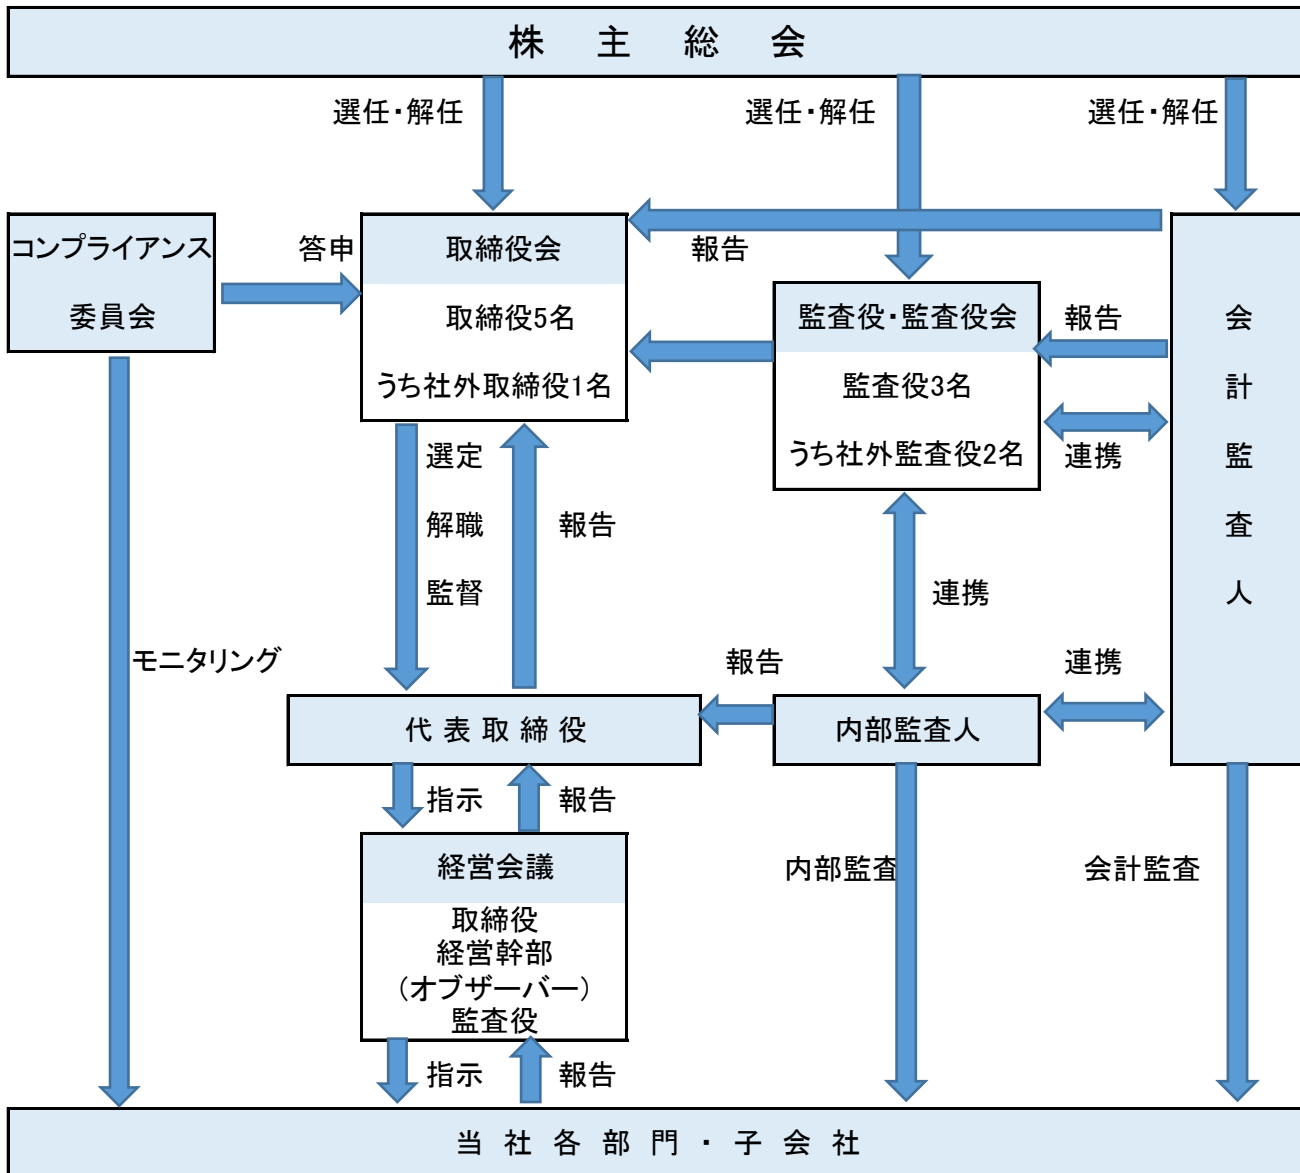 株主総会
選任・解任
選任・解任
選任・解任
コンプライアンス
委員会
答申
取締役会
取締役5名
うち社外取締役1名
報告
監査役・監査役会
監査役3名
うち社外監査役2名
報告
連携
会
計
監
査
人
選定
解職
監督
報告
連携
モニタリング
報告
連携
代表取締役
内部監査人
指示
報告
経営会議
取締役
経営幹部
(オブザーバー)
監査役
内部監査
会計監査
指示
報告
当社各部門・子会社